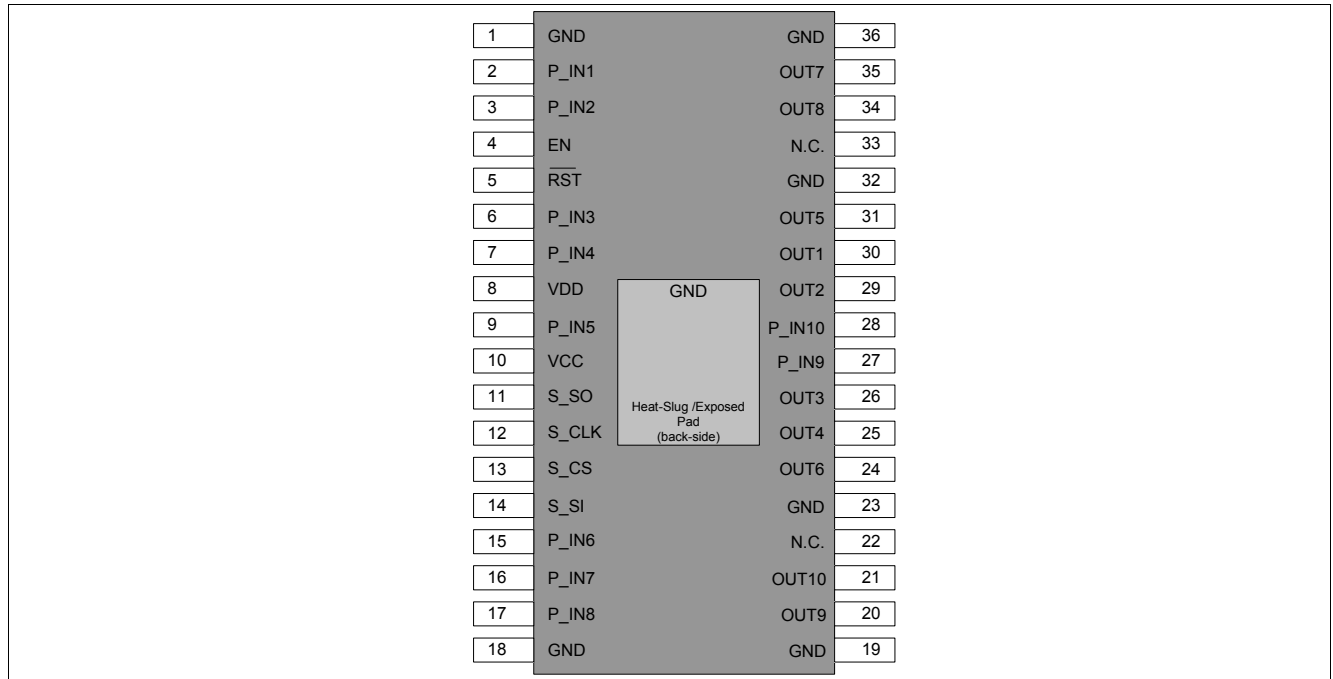 1 GND GND 36
2 P_IN1 OUT7 35
3 P_IN2 OUT8 34
4 EN N.C. 33
5 R̅S̅T̅ GND 32
6 P_IN3 OUT5 31
7 P_IN4 OUT1 30
8 VDD GND OUT2 29
9 P_IN5 P_IN10 28
10 VCC P_IN9 27
11 S_SO Heat-Slug /Exposed OUT3 26
Pad
12 S_CLK (back-side) OUT4 25
13 S_CS OUT6 24
14 S_SI GND 23
15 P_IN6 N.C. 22
16 P_IN7 OUT10 21
17 P_IN8 OUT9 20
18 GND GND 19